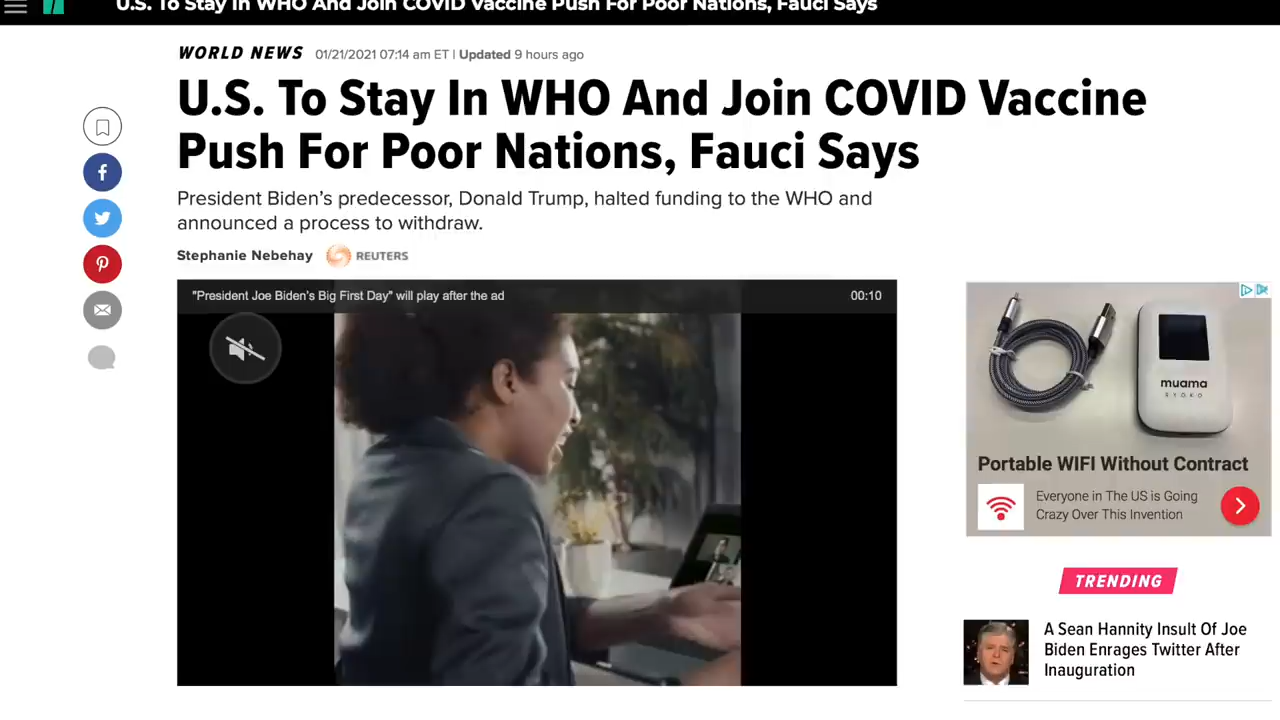 U.S. To Stay In WHO And Join COVID Vaccine Push For Poor Nations, Fauci Says
WORLD NEWS 01/21/2021 07:14 am ET | Updated 9 hours ago
U.S. To Stay In WHO And Join COVID Vaccine
Push For Poor Nations, Fauci Says
President Biden’s predecessor, Donald Trump, halted funding to the WHO and
announced a process to withdraw.
Stephanie Nebehay REUTERS
"President Joe Biden's Big First Day" will play after the ad 00:10
muama
RYOKO
Portable WIFI Without Contract
Everyone in The US is Going
Crazy Over This Invention
TRENDING
A Sean Hannity Insult Of Joe
Biden Enrages Twitter After
Inauguration